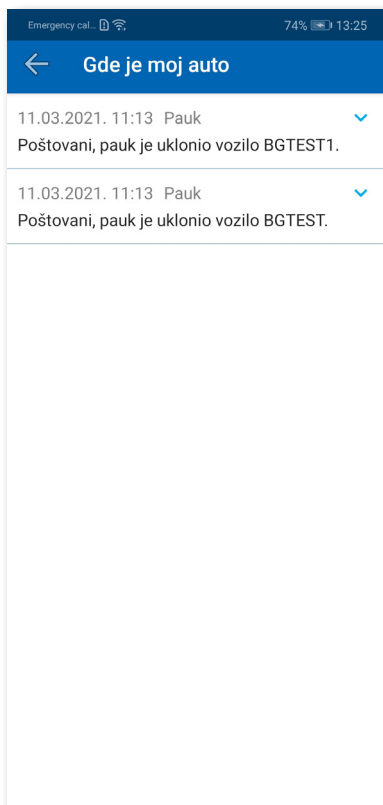 Emergency cal... 74% 13:25
Gde je moj auto
11.03.2021. 11:13 Pauk
Poštovani, pauk je uklonio vozilo BGTEST1.
11.03.2021. 11:13 Pauk
Poštovani, pauk je uklonio vozilo BGTEST.